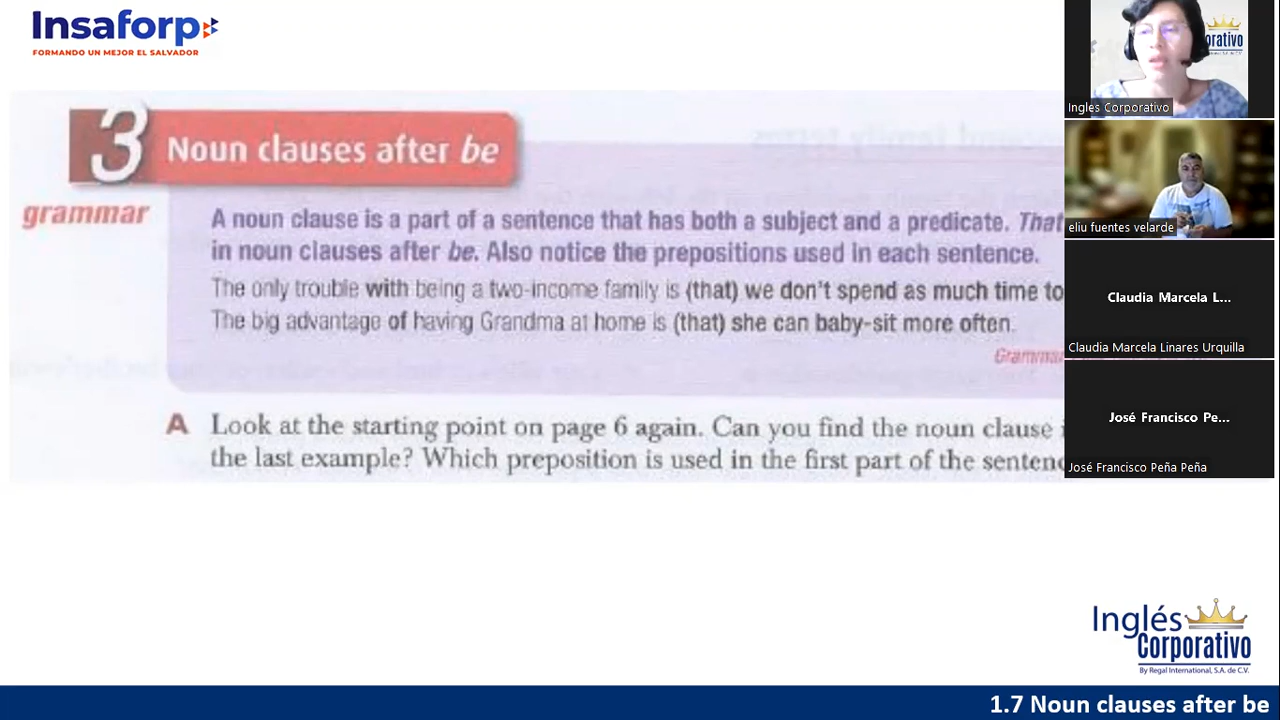 Insaforp
FORMANDO UN MEJOR EL SALVADOR
3 Noun clauses after be
grammar
A noun clause is a part of a sentence that has both a subject and a predicate. That
in noun clauses after be. Also notice the prepositions used in each sentence.
The only trouble with being a two-income family is (that) we don't spend as much time to
The big advantage of having Grandma at home is (that) she can baby-sit more often.
Grammar
A Look at the starting point on page 6 again. Can you find the noun clause
the last example? Which preposition is used in the first part of the sentenc
Ingles Corporativo
eliu fuentes velarde
Claudia Marcela L...
Claudia Marcela Linares Urquilla
José Francisco Pe...
José Francisco Peña Peña
Inglés
Corporativo
By Regal International, S.A. de C.V.
1.7 Noun clauses after be